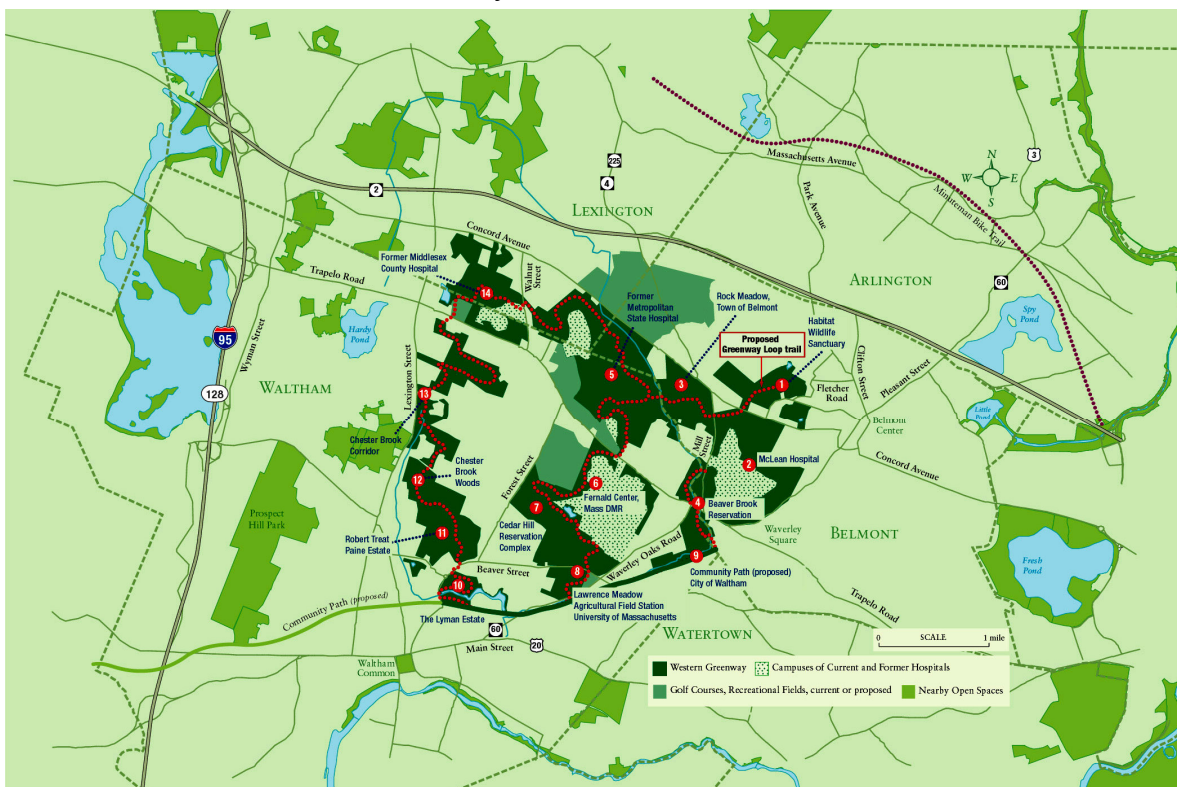 225
4
3
2
Massachusetts Avenue
N
W
E
S
Minuteman Bike Trail
Park Avenue
LEXINGTON
Concord Avenue
Walnut
Street
Former Middlesex
County Hospital
Trapelo Road
14
Former
Metropolitan
State Hospital
Rock Meadow,
Town of Belmont
Habitat
Wildlife
Sanctuary
ARLINGTON
60
Spy
Pond
Hardy
Pond
Proposed
Greenway Loop trail
95
Wyman Street
128
WALTHAM
Lexington Street
5
3
1
Clifton Street
Pleasant Street
Fletcher
Road
13
Little
Pond
Belmont
Center
Chester Brook
Corridor
Mill
Street
Concord Avenue
2
McLean Hospital
Chester
Brook
Woods
12
Forest Street
6
Fernald Center,
Mass DMR
4
Beaver Brook
Reservation
7
Prospect
Hill Park
Cedar Hill
Reservation
Complex
Waverley
Square
BELMONT
Robert Treat
Paine Estate
11
Waverley Oaks Road
9
Community Path (proposed)
City of Waltham
Fresh
Pond
Beaver Street
8
10
Lawrence Meadow
Agricultural Field Station
University of Massachusetts
Trapelo Road
Community Path (proposed)
The Lyman Estate
60
Main Street
20
WATERTOWN
0
SCALE
1 mile
Waltham
Common
Western Greenway
Campuses of Current and Former Hospitals
Golf Courses, Recreational Fields, current or proposed
Nearby Open Spaces